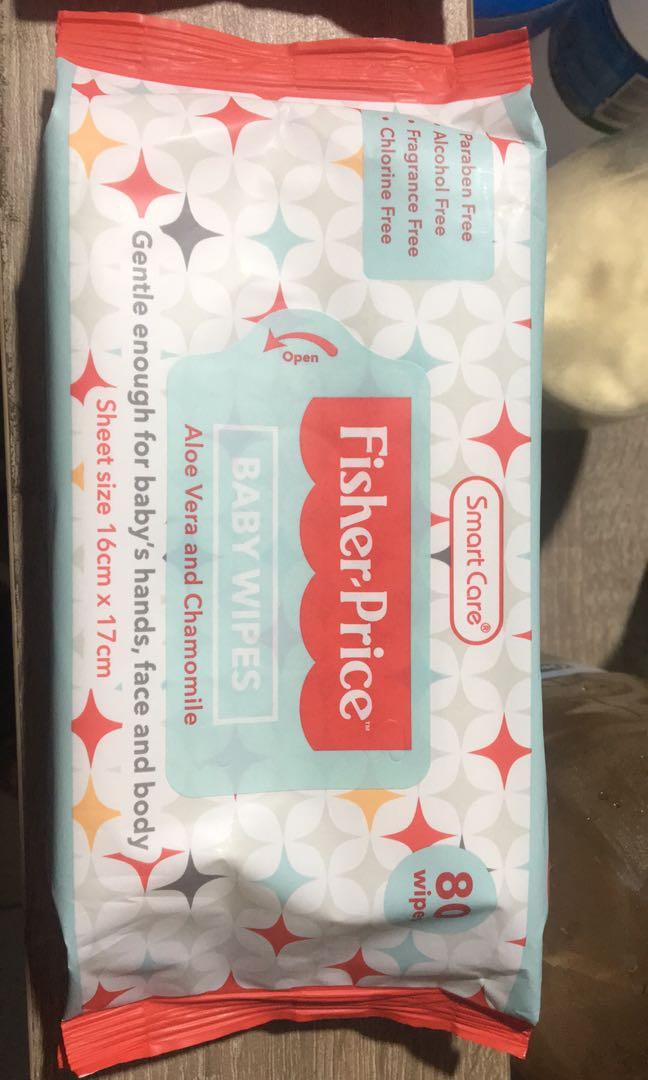 Paraben Free
• Alcohol Free
• Fragrance Free
• Chlorine Free
Smart Care®
80
wipe
Open
Fisher-Price™
BABY WIPES
Aloe Vera and Chamomile
Gentle enough for baby's hands, face and body
Sheet size 16cm x 17cm